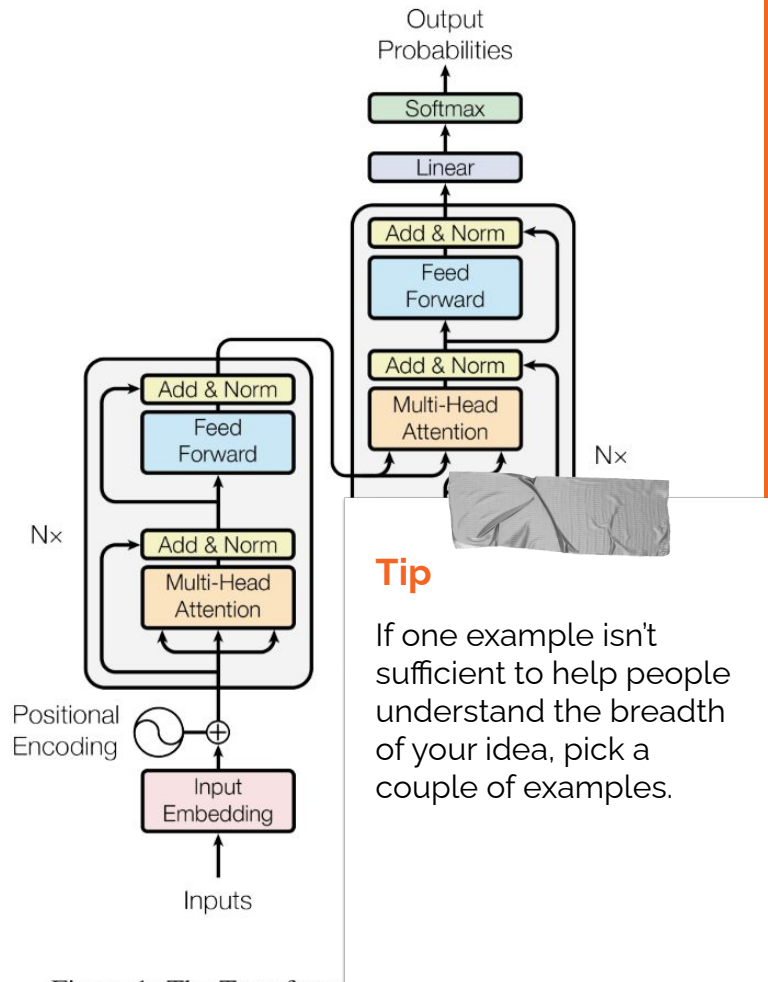 Output
Probabilities
Softmax
Linear
Add & Norm
Feed
Forward
Add & Norm
Multi-Head
Attention
Nx
Add & Norm
Feed
Forward
Nx
Add & Norm
Multi-Head
Attention
Positional
Encoding
Input
Embedding
Inputs
Tip
If one example isn’t
sufficient to help people
understand the breadth
of your idea, pick a
couple of examples.